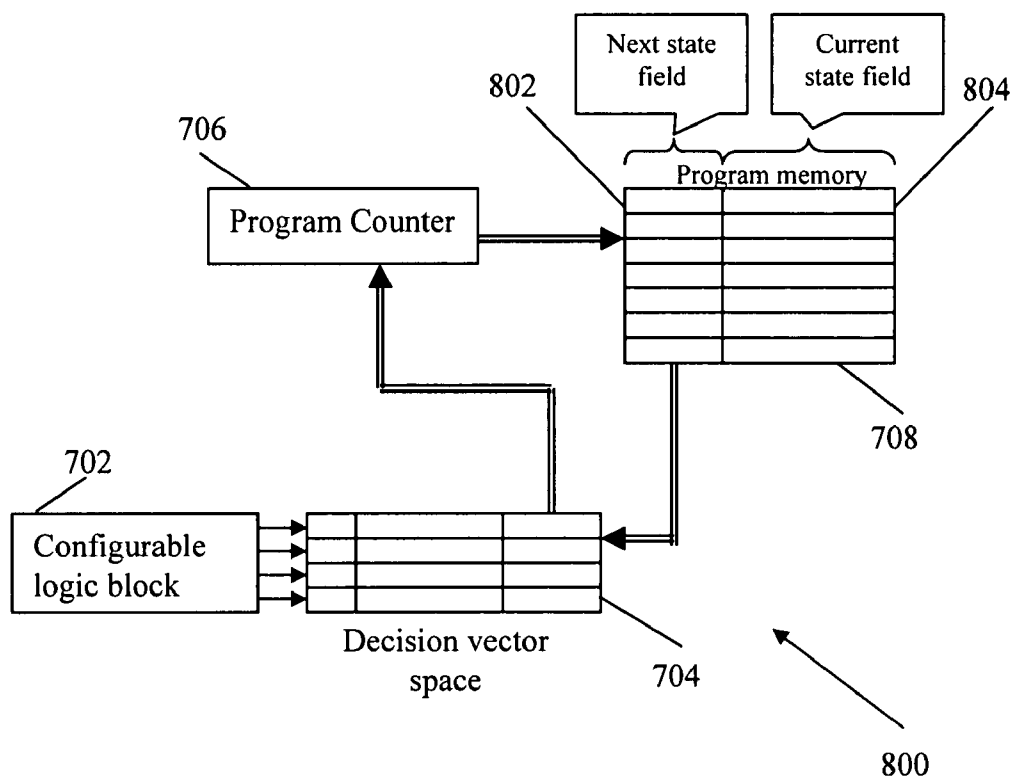 Next state
field
Current
state field
802
804
706
Program memory
Program Counter
708
702
Configurable
logic block
Decision vector
space
704
800